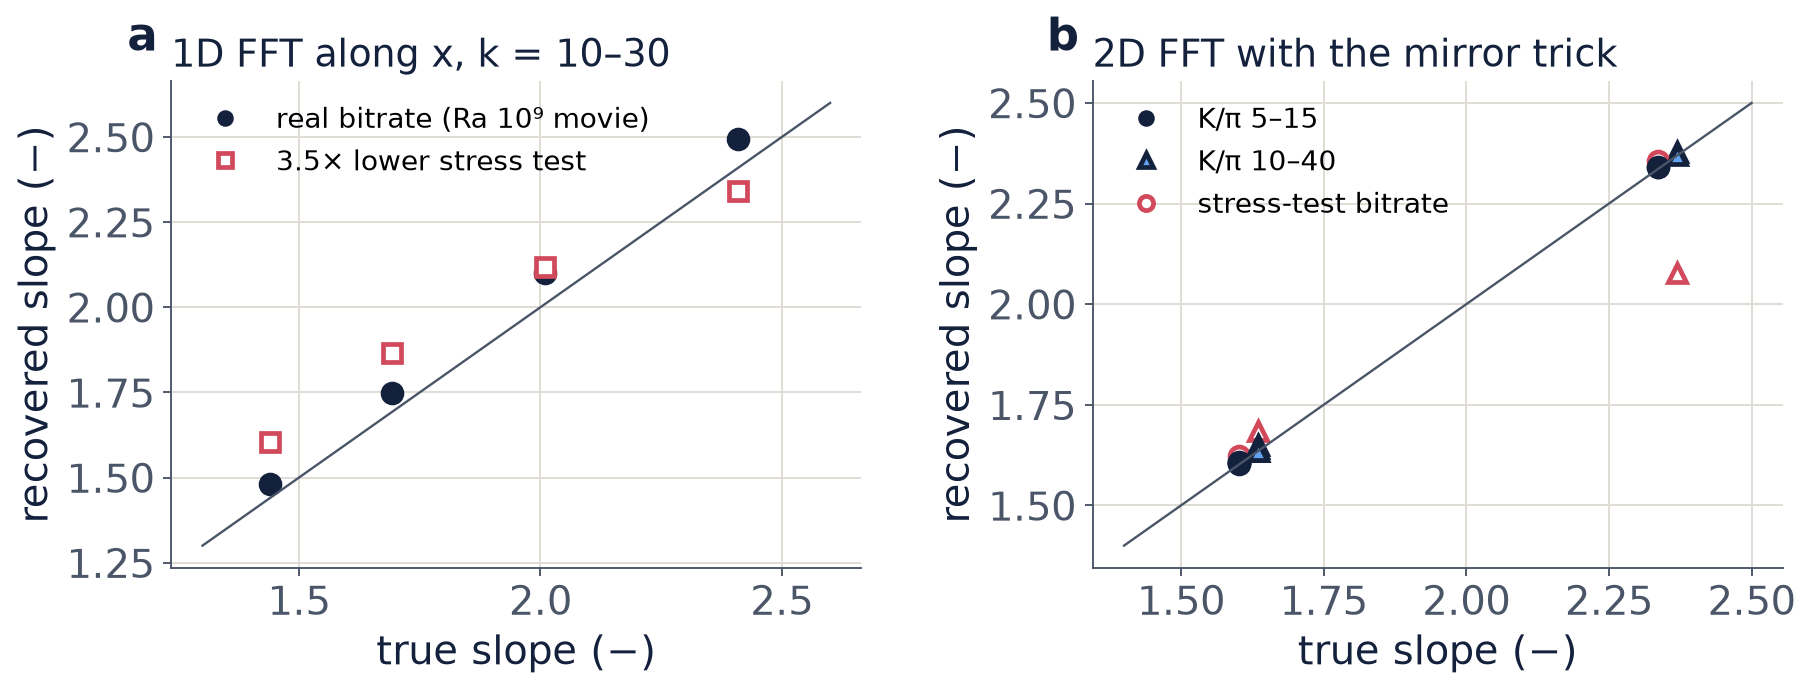 a
1D FFT along x, k = 10–30
real bitrate (Ra 10⁹ movie)
3.5× lower stress test
recovered slope (−)
2.50
2.25
2.00
1.75
1.50
1.25
1.5
2.0
2.5
true slope (−)
b
2D FFT with the mirror trick
K/π 5–15
K/π 10–40
stress-test bitrate
recovered slope (−)
2.50
2.25
2.00
1.75
1.50
1.50
1.75
2.00
2.25
2.50
true slope (−)